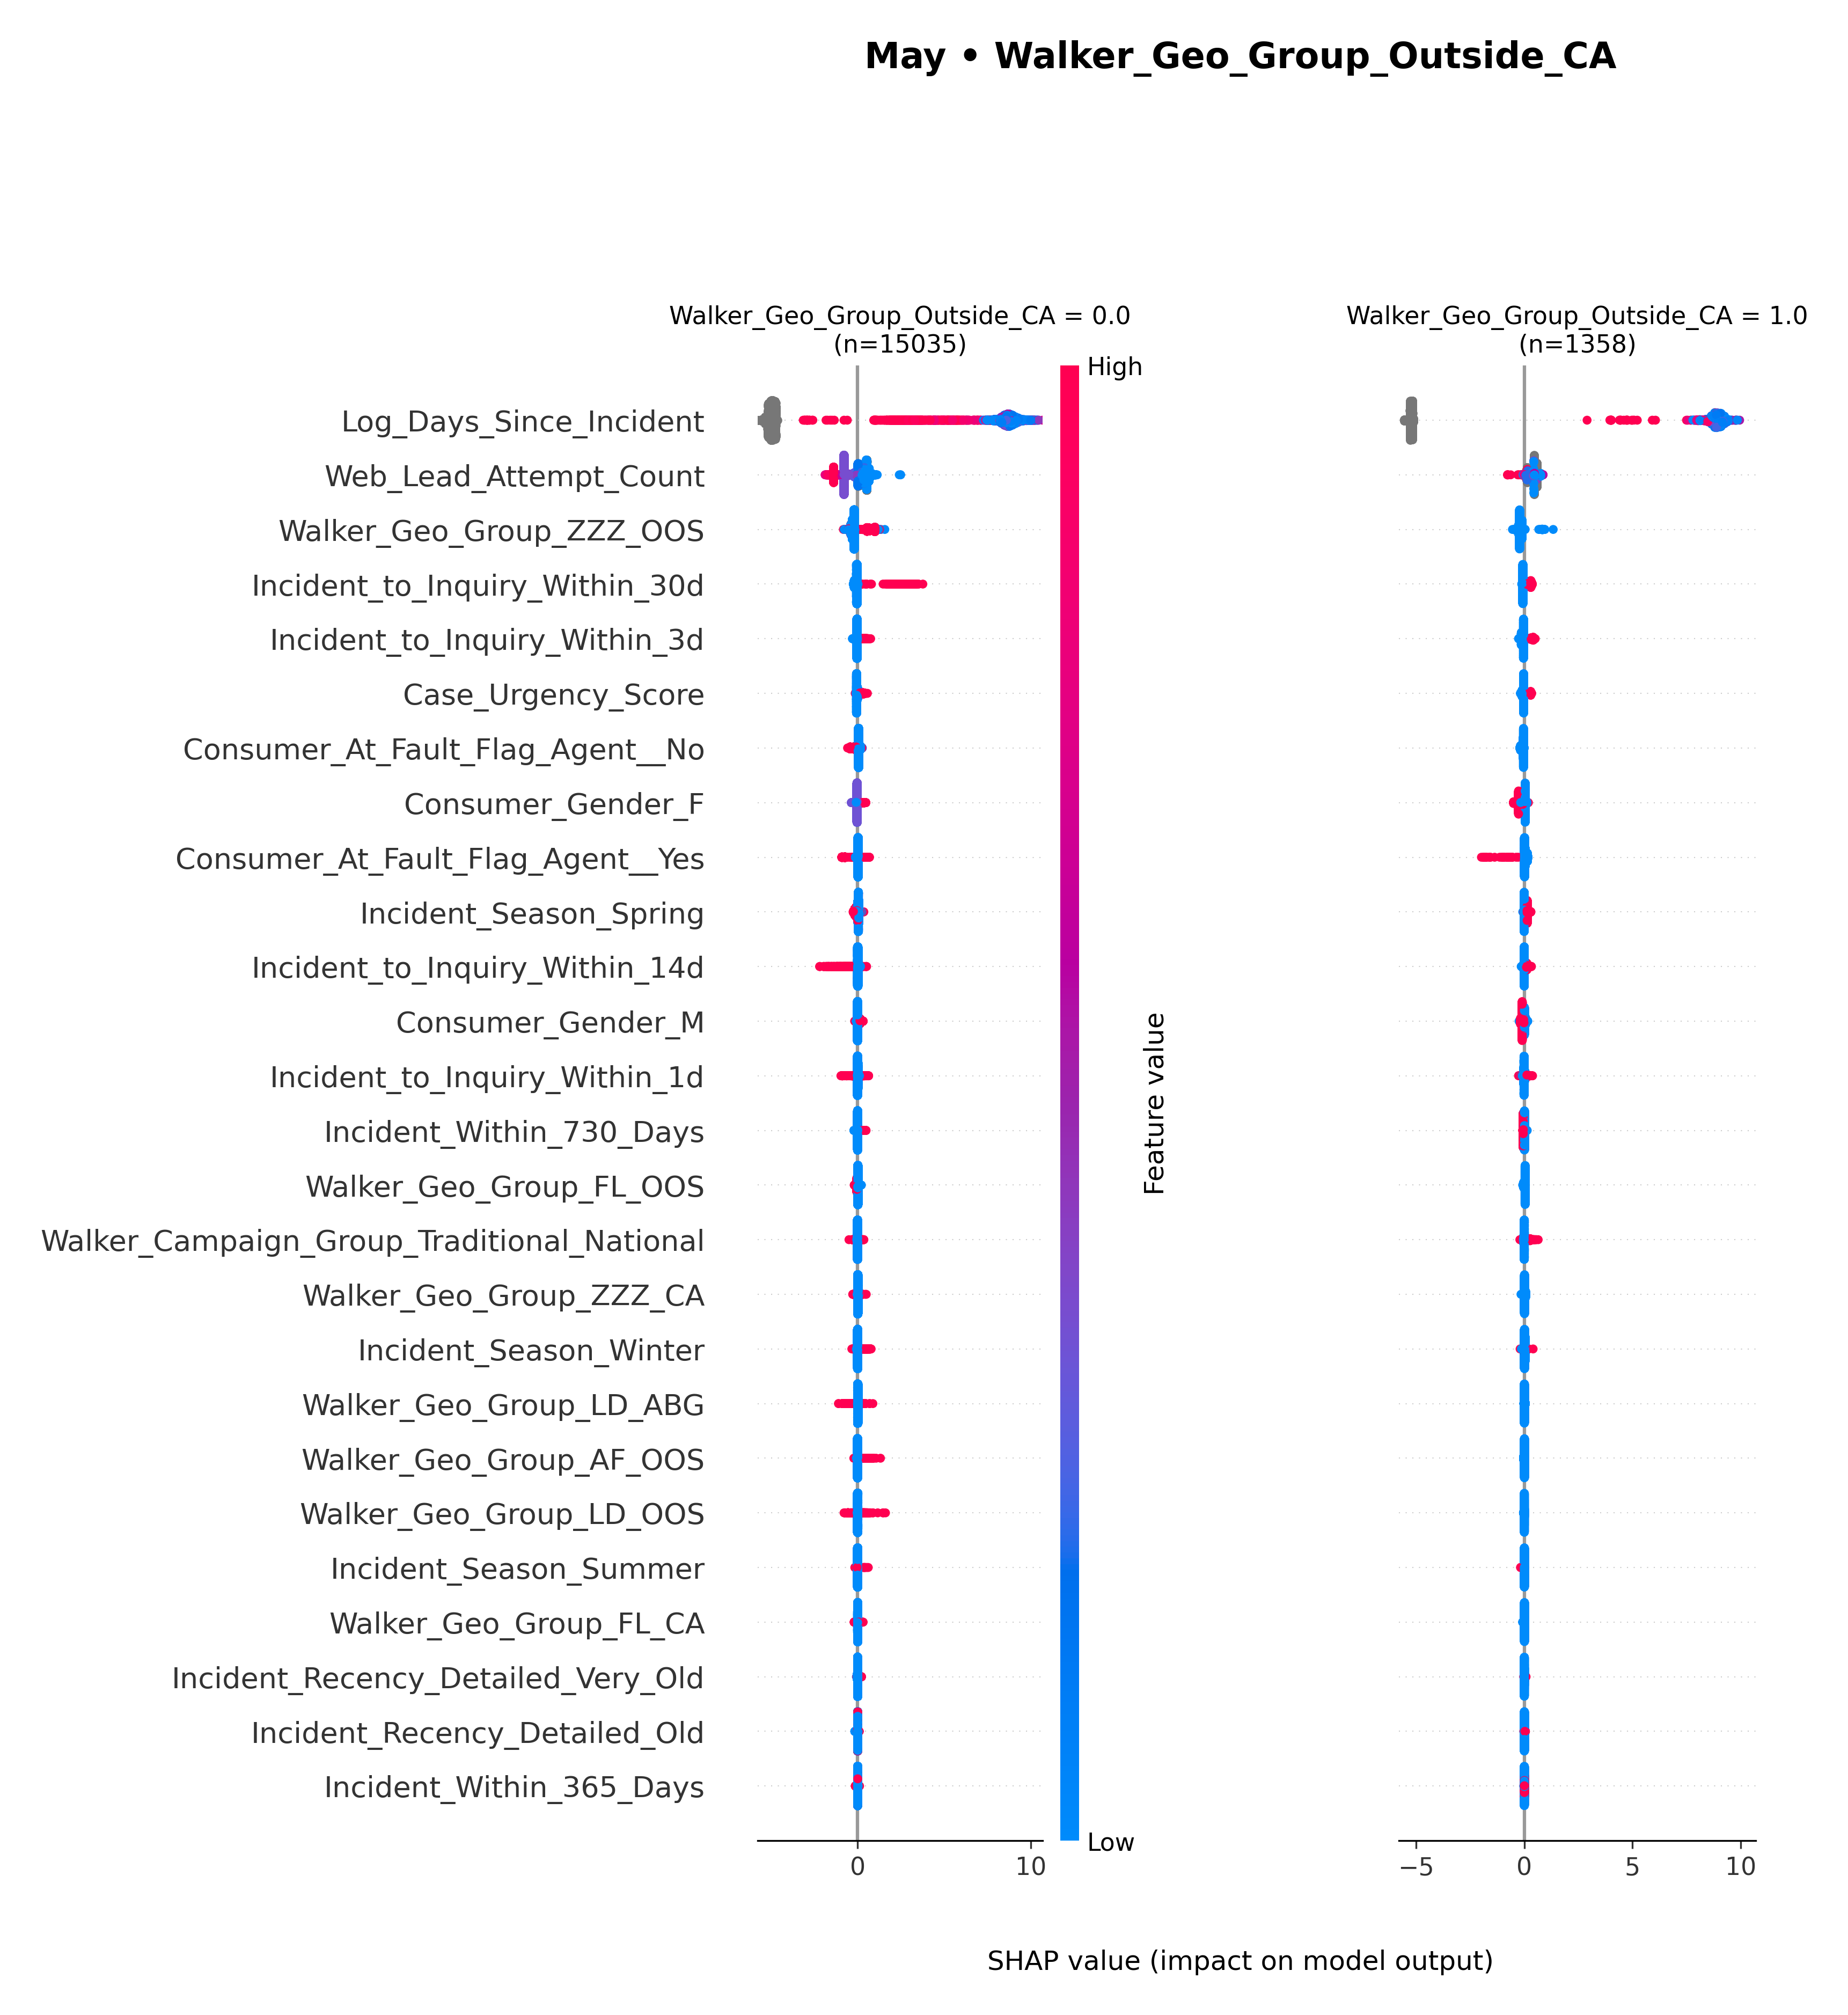 May • Walker_Geo_Group_Outside_CA
Walker_Geo_Group_Outside_CA = 0.0
(n=15035)
Walker_Geo_Group_Outside_CA = 1.0
(n=1358)
High
Log_Days_Since_Incident
Web_Lead_Attempt_Count
Walker_Geo_Group_ZZZ_OOS
Incident_to_Inquiry_Within_30d
Incident_to_Inquiry_Within_3d
Case_Urgency_Score
Consumer_At_Fault_Flag_Agent__No
Consumer_Gender_F
Consumer_At_Fault_Flag_Agent__Yes
Incident_Season_Spring
Incident_to_Inquiry_Within_14d
Consumer_Gender_M
Incident_to_Inquiry_Within_1d
Incident_Within_730_Days
Walker_Geo_Group_FL_OOS
Walker_Campaign_Group_Traditional_National
Walker_Geo_Group_ZZZ_CA
Incident_Season_Winter
Walker_Geo_Group_LD_ABG
Walker_Geo_Group_AF_OOS
Walker_Geo_Group_LD_OOS
Incident_Season_Summer
Walker_Geo_Group_FL_CA
Incident_Recency_Detailed_Very_Old
Incident_Recency_Detailed_Old
Incident_Within_365_Days
Feature value
Low
0 10
−5 0 5 10
SHAP value (impact on model output)